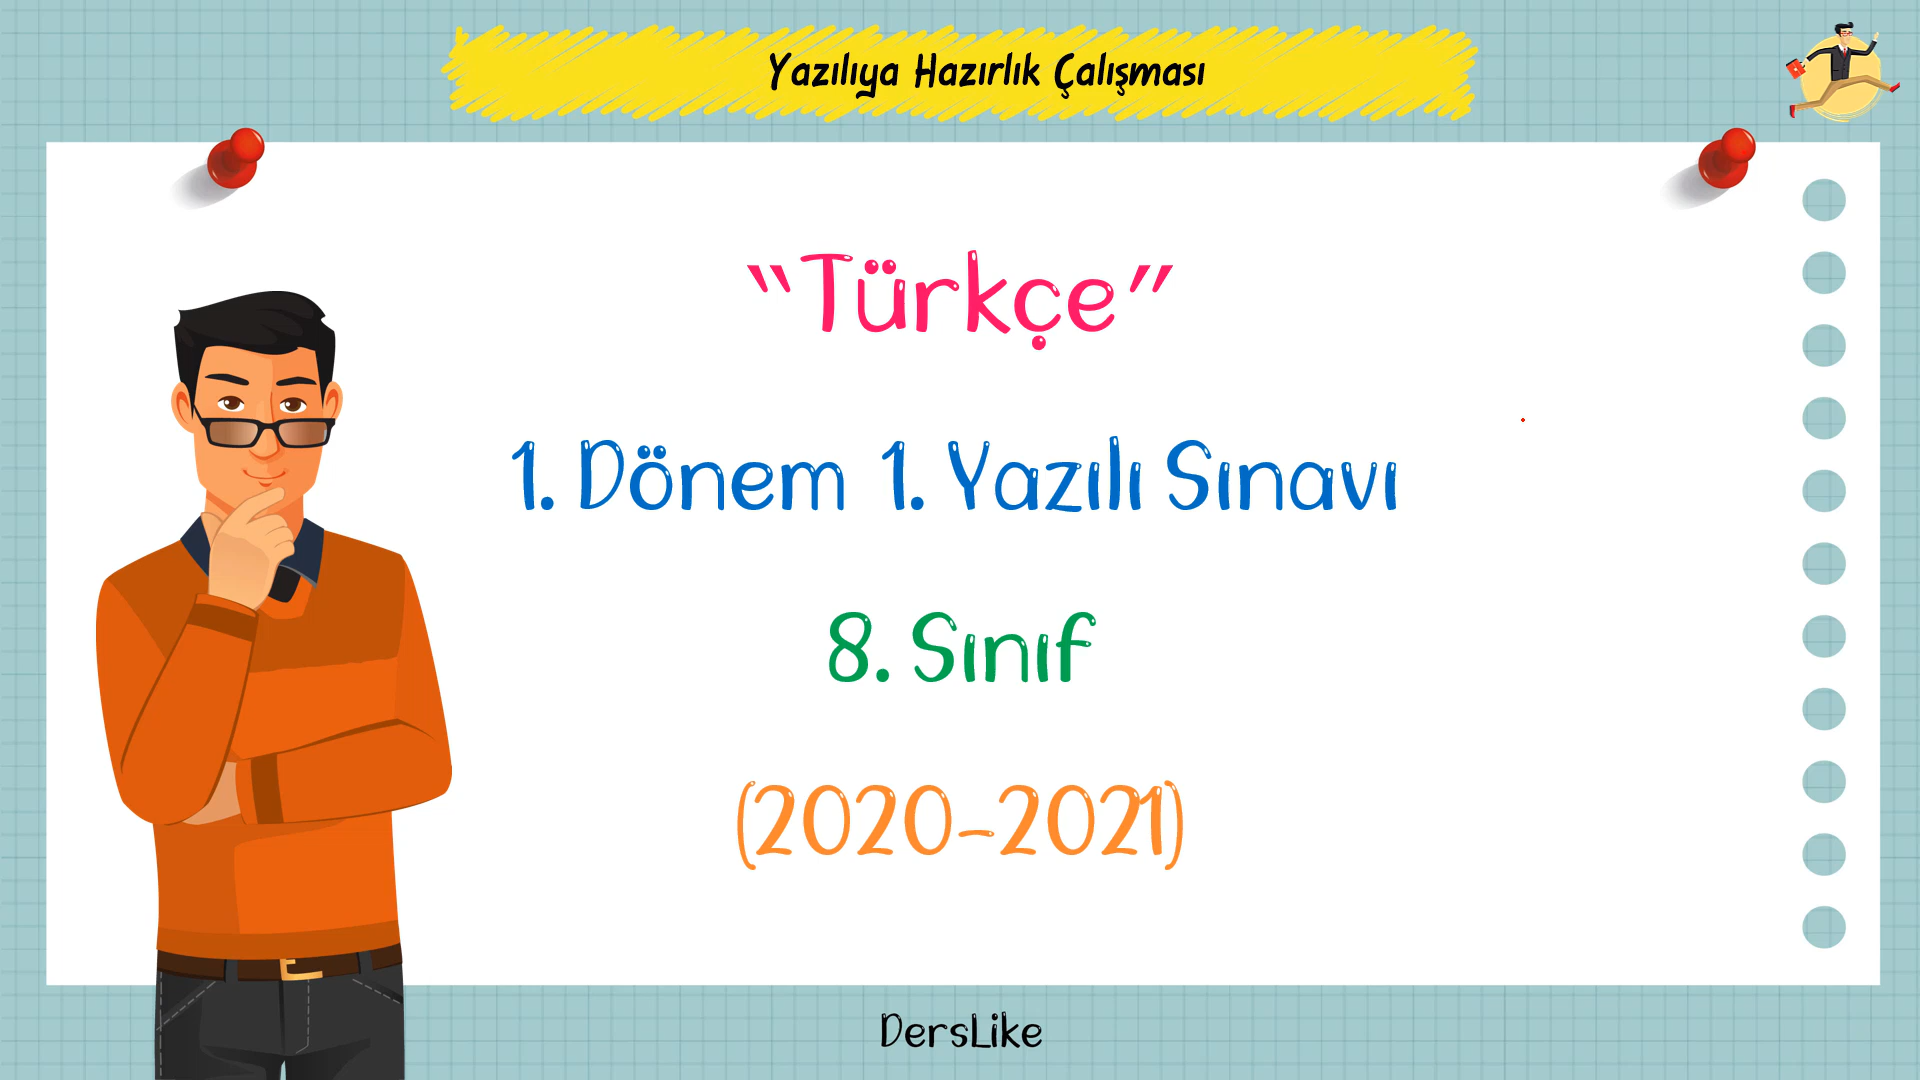 Yazılıya Hazırlık Çalışması
“Türkçe”
1. Dönem 1. Yazılı Sınavı
8. Sınıf
(2020-2021)
DersLike